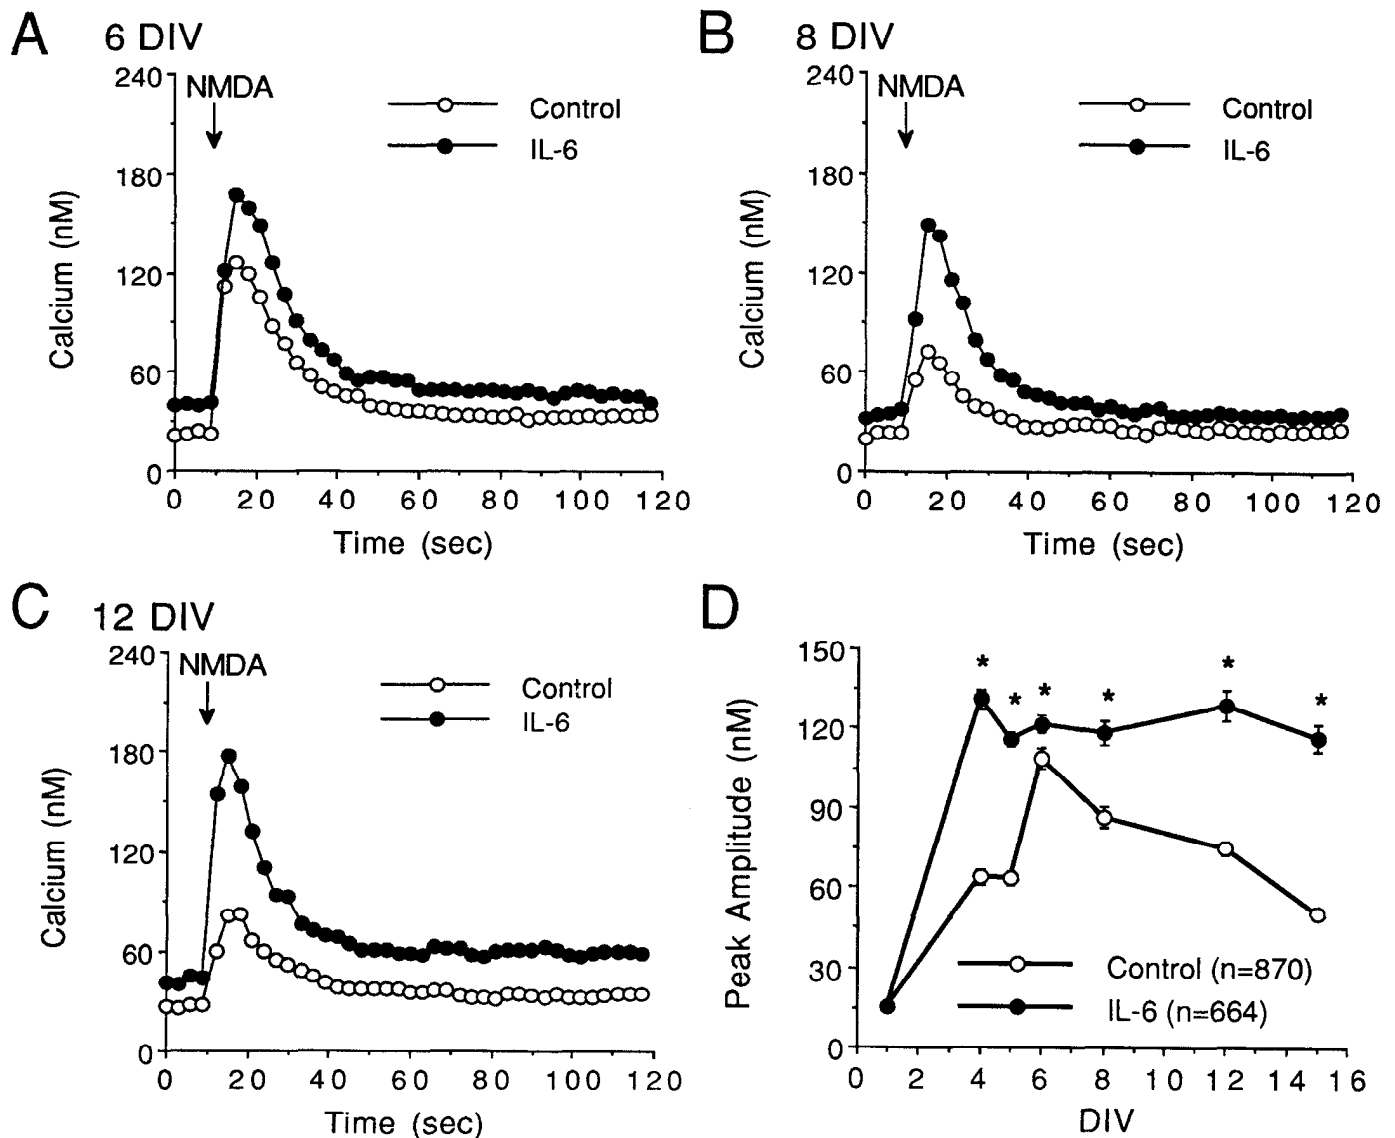 A 6 DIV
240
180
120
60
0
NMDA
Control
IL-6
Calcium (nM)
0 20 40 60 80 100 120
Time (sec)
B 8 DIV
240
180
120
60
0
NMDA
Control
IL-6
Calcium (nM)
0 20 40 60 80 100 120
Time (sec)
C 12 DIV
240
180
120
60
0
NMDA
Control
IL-6
Calcium (nM)
0 20 40 60 80 100 120
Time (sec)
D
150
120
90
60
30
0
* * * * * *
Peak Amplitude (nM)
Control (n=870)
IL-6 (n=664)
0 2 4 6 8 10 12 14 16
DIV